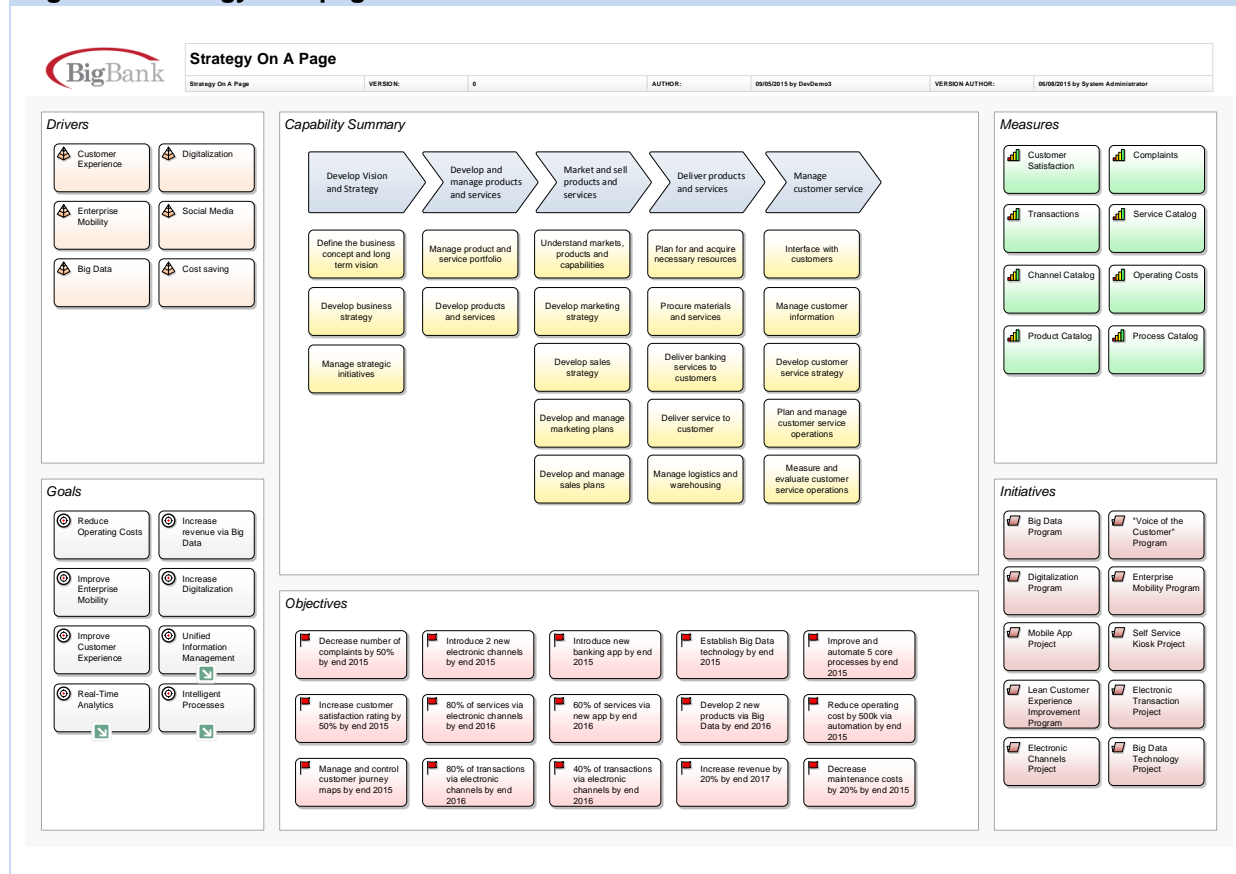 BigBank
Strategy On A Page
Strategy On A Page VERSION: 0 AUTHOR: 09/05/2015 by DevDemo3 VERSION AUTHOR: 06/08/2015 by System Administrator
Drivers
Customer
Experience
Digitalization
Enterprise
Mobility
Social Media
Big Data
Cost saving
Capability Summary
Develop Vision
and Strategy
Develop and
manage products
and services
Market and sell
products and
services
Deliver products
and services
Manage
customer service
Define the business
concept and long
term vision
Manage product and
service portfolio
Understand markets,
products and
capabilities
Plan for and acquire
necessary resources
Interface with
customers
Develop business
strategy
Develop products
and services
Develop marketing
strategy
Procure materials
and services
Manage customer
information
Manage strategic
initiatives
Develop sales
strategy
Deliver banking
services to
customers
Develop customer
service strategy
Develop and manage
marketing plans
Deliver service to
customer
Plan and manage
customer service
operations
Develop and manage
sales plans
Manage logistics and
warehousing
Measure and
evaluate customer
service operations
Measures
Customer
Satisfaction
Complaints
Transactions
Service Catalog
Channel Catalog
Operating Costs
Product Catalog
Process Catalog
Goals
Reduce
Operating Costs
Increase
revenue via Big
Data
Improve
Enterprise
Mobility
Increase
Digitalization
Improve
Customer
Experience
Unified
Information
Management
Real-Time
Analytics
Intelligent
Processes
Objectives
Decrease number of
complaints by 50%
by end 2015
Introduce 2 new
electronic channels
by end 2015
Introduce new
banking app by end
2015
Establish Big Data
technology by end
2015
Improve and
automate 5 core
processes by end
2015
Increase customer
satisfaction rating by
50% by end 2015
80% of services via
electronic channels
by end 2016
60% of services via
new app by end
2016
Develop 2 new
products via Big
Data by end 2016
Reduce operating
cost by 500k via
automation by end
2015
Manage and control
customer journey
maps by end 2015
80% of transactions
via electronic
channels by end
2016
40% of transactions
via electronic
channels by end
2016
Increase revenue by
20% by end 2017
Decrease
maintenance costs
by 20% by end 2015
Initiatives
Big Data
Program
"Voice of the
Customer"
Program
Digitalization
Program
Enterprise
Mobility Program
Mobile App
Project
Self Service
Kiosk Project
Lean Customer
Experience
Improvement
Program
Electronic
Transaction
Project
Electronic
Channels
Project
Big Data
Technology
Project